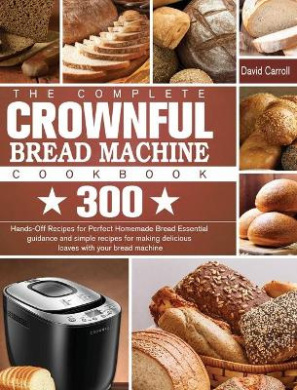 David Carroll
THE COMPLETE
CROWNFUL
BREAD MACHINE
COOKBOOK
★ 300 ★
Hands-Off Recipes for Perfect Homemade Bread Essential
guidance and simple recipes for making delicious
loaves with your bread machine